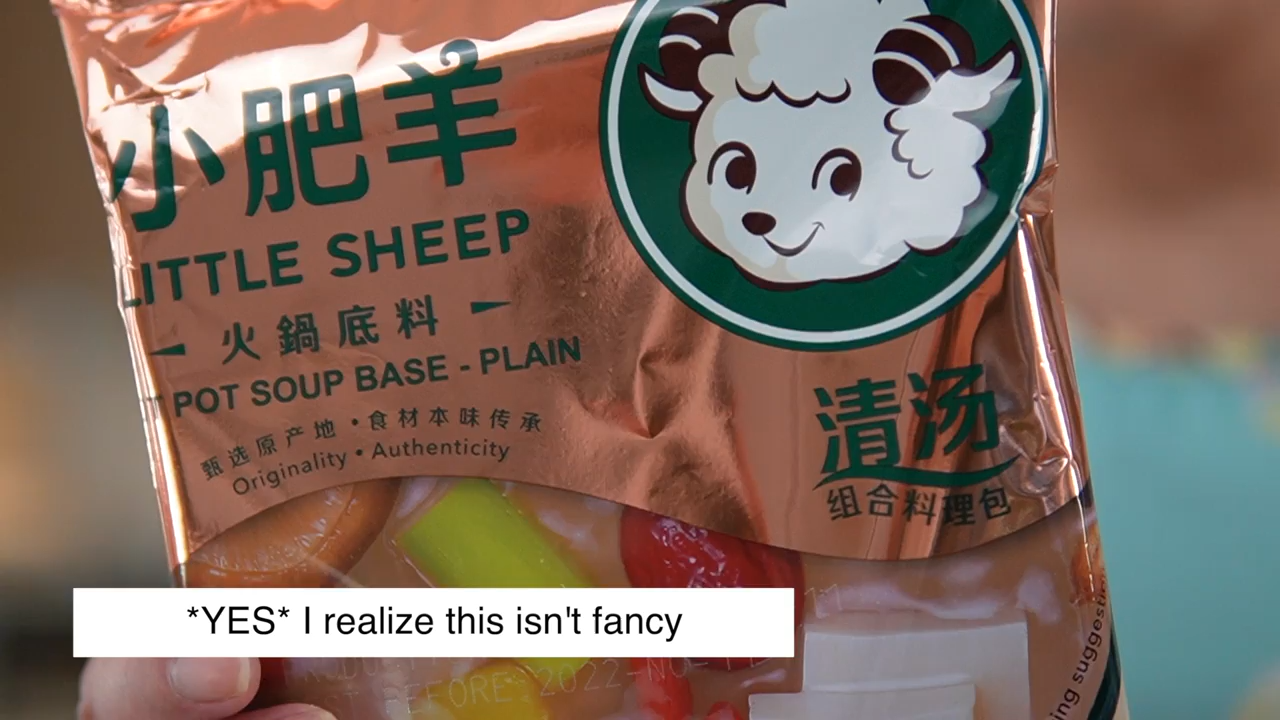 小肥羊
LITTLE SHEEP
火鍋底料
POT SOUP BASE - PLAIN
甄选原产地 • 食材本味传承
Originality • Authenticity
清汤
组合料理包
*YES* I realize this isn't fancy
BEFORE: 2022